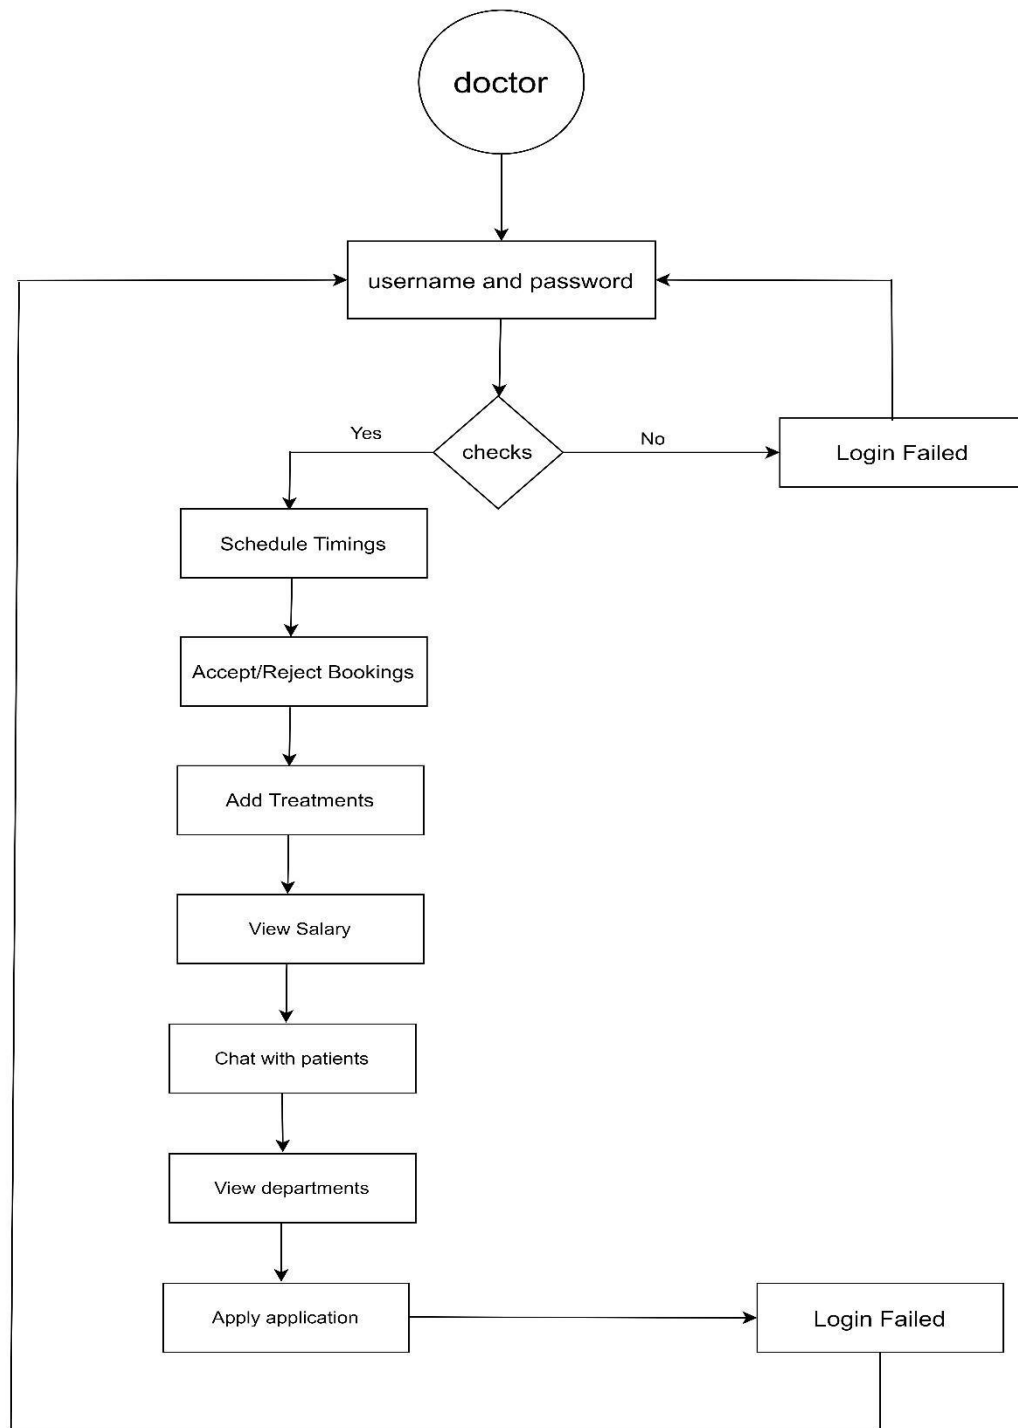 doctor
username and password
Yes
checks
No
Login Failed
Schedule Timings
Accept/Reject Bookings
Add Treatments
View Salary
Chat with patients
View departments
Apply application
Login Failed